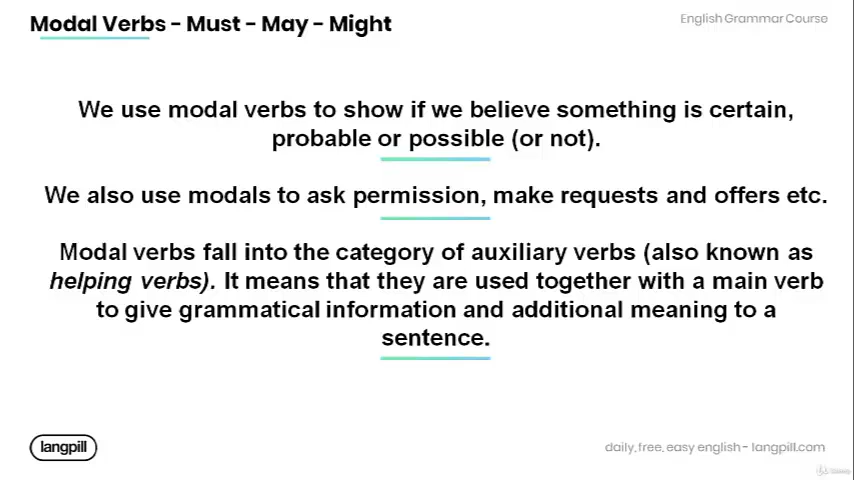 Modal Verbs - Must - May - Might
English Grammar Course
We use modal verbs to show if we believe something is certain,
probable or possible (or not).
We also use modals to ask permission, make requests and offers etc.
Modal verbs fall into the category of auxiliary verbs (also known as
helping verbs). It means that they are used together with a main verb
to give grammatical information and additional meaning to a
sentence.
langpill
daily, free, easy english - langpill.com
Udemy